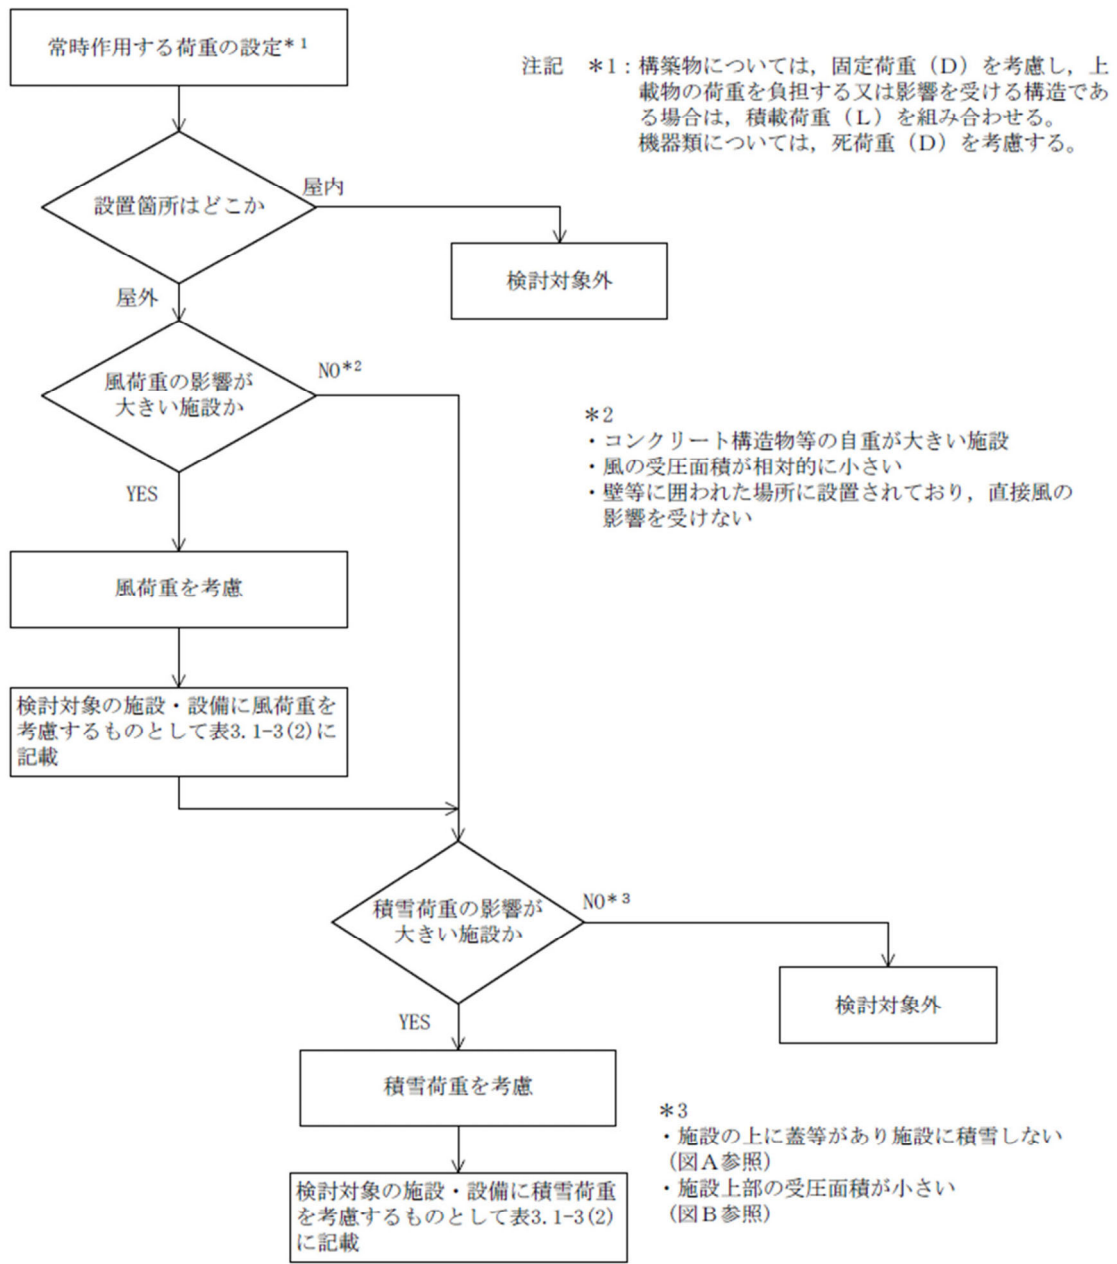 常時作用する荷重の設定＊1
注記　＊1：構築物については，固定荷重（D）を考慮し，上
載物の荷重を負担する又は影響を受ける構造であ
る場合は，積載荷重（L）を組み合わせる。
機器類については，死荷重（D）を考慮する。
設置箇所はどこか
屋内
検討対象外
屋外
風荷重の影響が
大きい施設か
NO＊2
＊2
・コンクリート構造物等の自重が大きい施設
・風の受圧面積が相対的に小さい
・壁等に囲われた場所に設置されており，直接風の
影響を受けない
YES
風荷重を考慮
検討対象の施設・設備に風荷重を
考慮するものとして表3.1-3(2)に
記載
積雪荷重の影響が
大きい施設か
NO＊3
検討対象外
YES
積雪荷重を考慮
＊3
・施設の上に蓋等があり施設に積雪しない
（図A参照）
・施設上部の受圧面積が小さい
（図B参照）
検討対象の施設・設備に積雪荷重
を考慮するものとして表3.1-3(2)
に記載